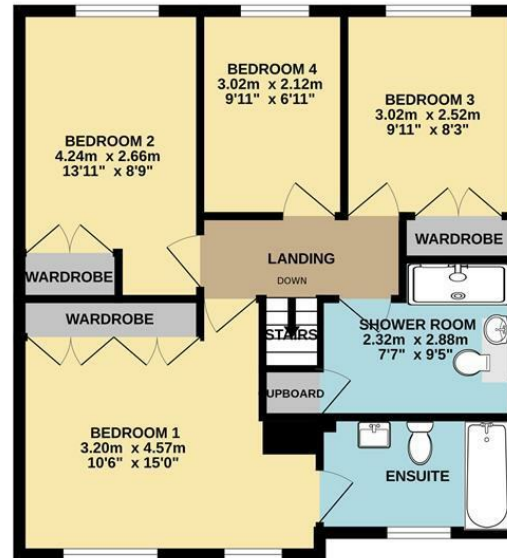 BEDROOM 4
3.02m x 2.12m
9'11" x 6'11"
BEDROOM 3
3.02m x 2.52m
9'11" x 8'3"
BEDROOM 2
4.24m x 2.66m
13'11" x 8'9"
WARDROBE
LANDING
DOWN
WARDROBE
WARDROBE
STAIRS
SHOWER ROOM
2.32m x 2.88m
7'7" x 9'5"
UPBOARD
BEDROOM 1
3.20m x 4.57m
10'6" x 15'0"
ENSUITE